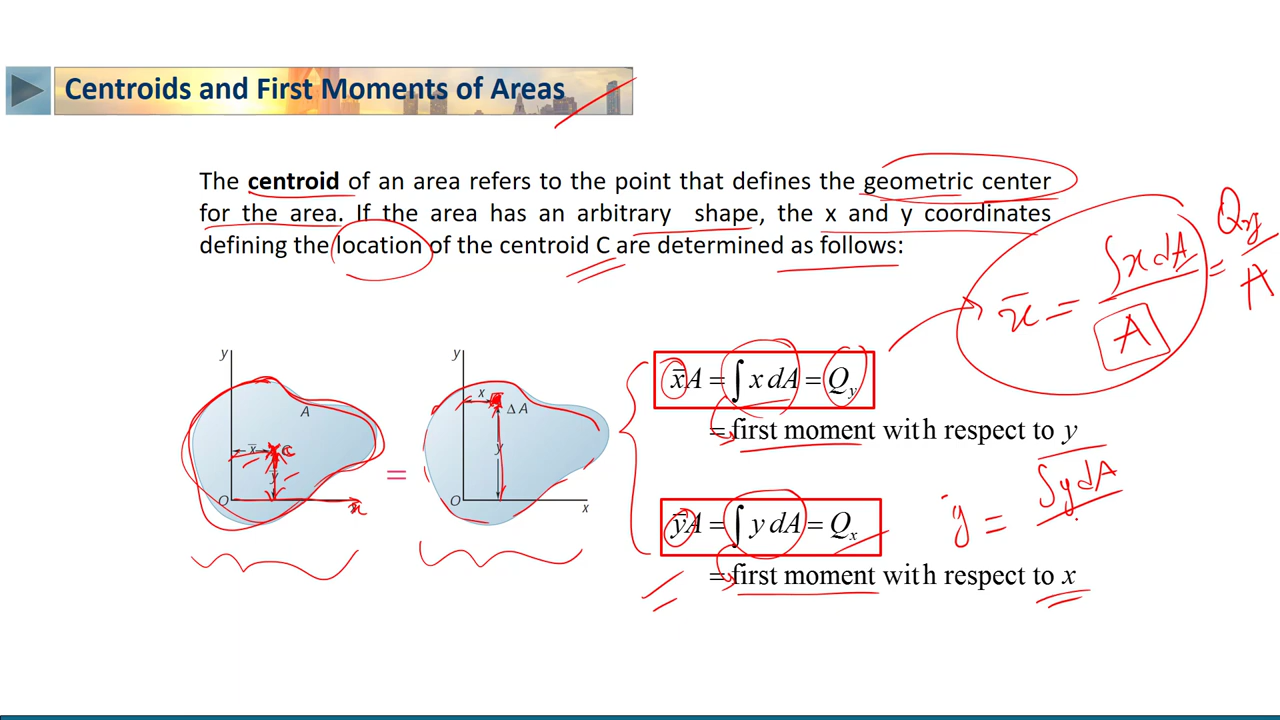 Centroids and First Moments of Areas
The centroid of an area refers to the point that defines the geometric center
for the area. If the area has an arbitrary shape, the x and y coordinates
defining the location of the centroid C are determined as follows:
x̄ = ∫x dA / A = Qy / A
y
A
x̄
C
ȳ
O
x
=
y
x
Δ A
y
O
x
x̄A = ∫ x dA = Qy
= first moment with respect to y
ȳA = ∫ y dA = Qx
= first moment with respect to x
ȳ = ∫y dA